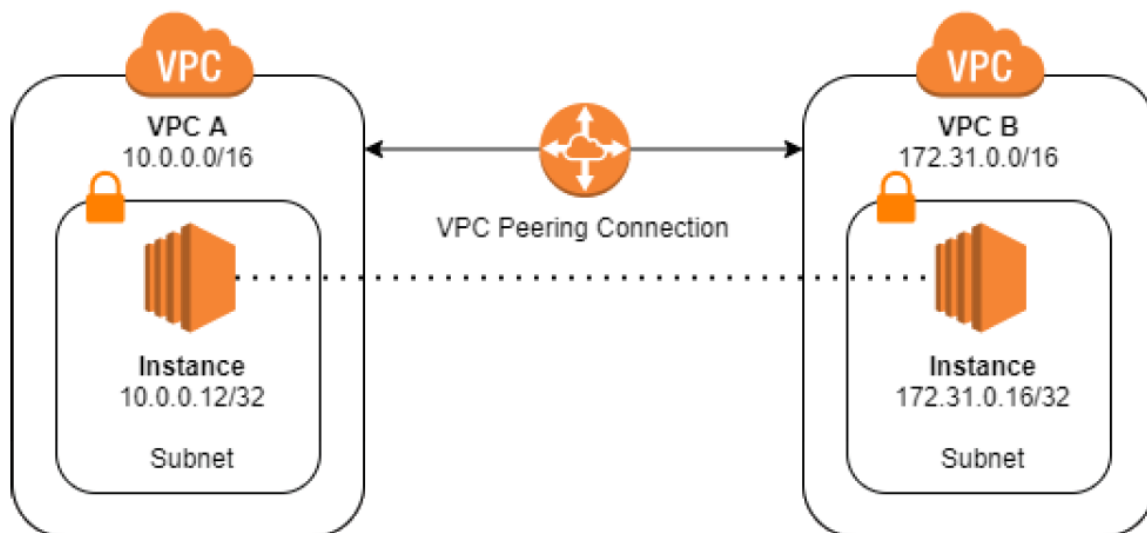 VPC
VPC A
10.0.0.0/16
Instance
10.0.0.12/32
Subnet
VPC Peering Connection
VPC
VPC B
172.31.0.0/16
Instance
172.31.0.16/32
Subnet